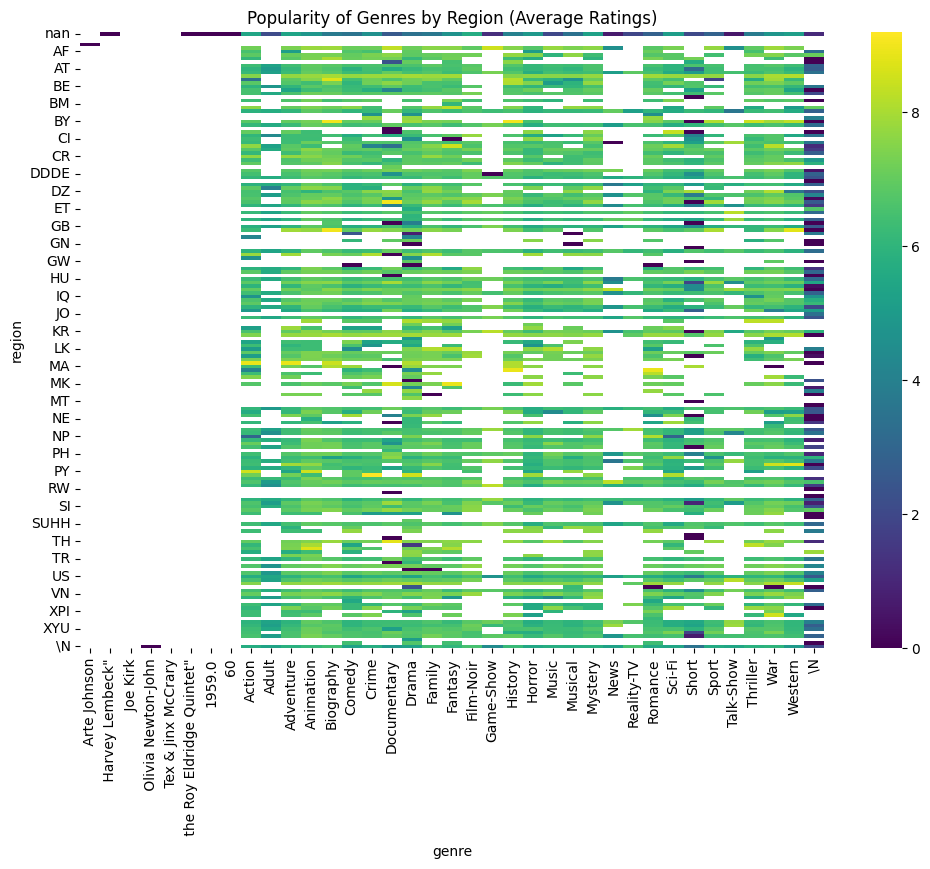 Popularity of Genres by Region (Average Ratings)
nan
AF
AT
BE
BM
BY
CI
CR
DDDE
DZ
ET
GB
GN
GW
HU
IQ
JO
KR
LK
MA
MK
MT
NE
NP
PH
PY
RW
SI
SUHH
TH
TR
US
VN
XPI
XYU
\N
region
Arte Johnson
Harvey Lembeck"
Joe Kirk
Olivia Newton-John
Tex & Jinx McCrary
the Roy Eldridge Quintet"
1959.0
60
Action
Adult
Adventure
Animation
Biography
Comedy
Crime
Documentary
Drama
Family
Fantasy
Film-Noir
Game-Show
History
Horror
Music
Musical
Mystery
News
Reality-TV
Romance
Sci-Fi
Short
Sport
Talk-Show
Thriller
War
Western
\N
genre
8
6
4
2
0